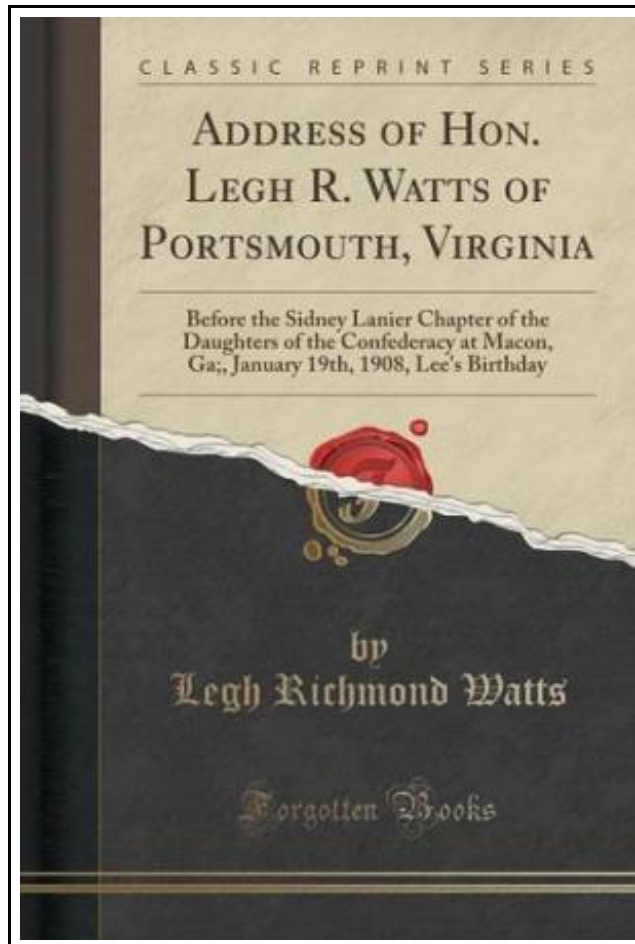 CLASSIC REPRINT SERIES
ADDRESS OF HON.
LEGH R. WATTS OF
PORTSMOUTH, VIRGINIA
Before the Sidney Lanier Chapter of the
Daughters of the Confederacy at Macon,
Ga;, January 19th, 1908, Lee's Birthday
by
Legh Richmond Watts
Forgotten Books